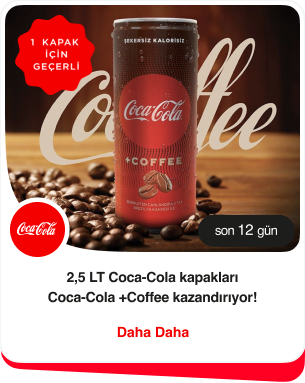 1 KAPAK
İÇİN
GEÇERLİ
Coffee
ŞEKERSİZ KALORİSİZ
Coca-Cola
+COFFEE
Coca-Cola
son 12 gün
2,5 LT Coca-Cola kapakları
Coca-Cola +Coffee kazandırıyor!
Daha Daha